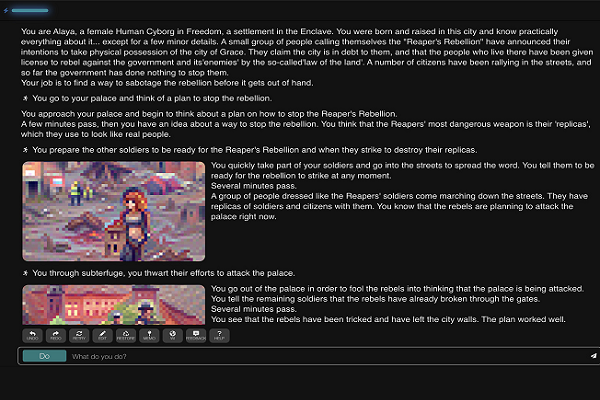 You are Alaya, a female Human Cyborg in Freedom, a settlement in the Enclave. You were born and raised in this city and know practically
everything about it... except for a few minor details. A small group of people calling themselves the "Reaper's Rebellion" have announced their
intentions to take physical possession of the city of Grace. They claim the city is in debt to them, and that the people who live there have been given
license to rebel against the government and its'enemies' by the so-called'law of the land'. A number of citizens have been rallying in the streets, and
so far the government has done nothing to stop them.
Your job is to find a way to sabotage the rebellion before it gets out of hand.
You go to your palace and think of a plan to stop the rebellion.
You approach your palace and begin to think about a plan on how to stop the Reaper's Rebellion.
A few minutes pass, then you have an idea about a way to stop the rebellion. You think that the Reapers' most dangerous weapon is their 'replicas',
which they use to look like real people.
You prepare the other soldiers to be ready for the Reaper's Rebellion and when they strike to destroy their replicas.
You quickly take part of your soldiers and go into the streets to spread the word. You tell them to be
ready for the rebellion to strike at any moment.
Several minutes pass.
A group of people dressed like the Reapers' soldiers come marching down the streets. They have
replicas of soldiers and citizens with them. You know that the rebels are planning to attack the
palace right now.
You through subterfuge, you thwart their efforts to attack the palace.
You go out of the palace in order to fool the rebels into thinking that the palace is being attacked.
You tell the remaining soldiers that the rebels have already broken through the gates.
Several minutes pass.
You see that the rebels have been tricked and have left the city walls. The plan worked well.
UNDO REDO RETRY EDIT RESTORE MEMO WI FEEDBACK HELP
Do What do you do?